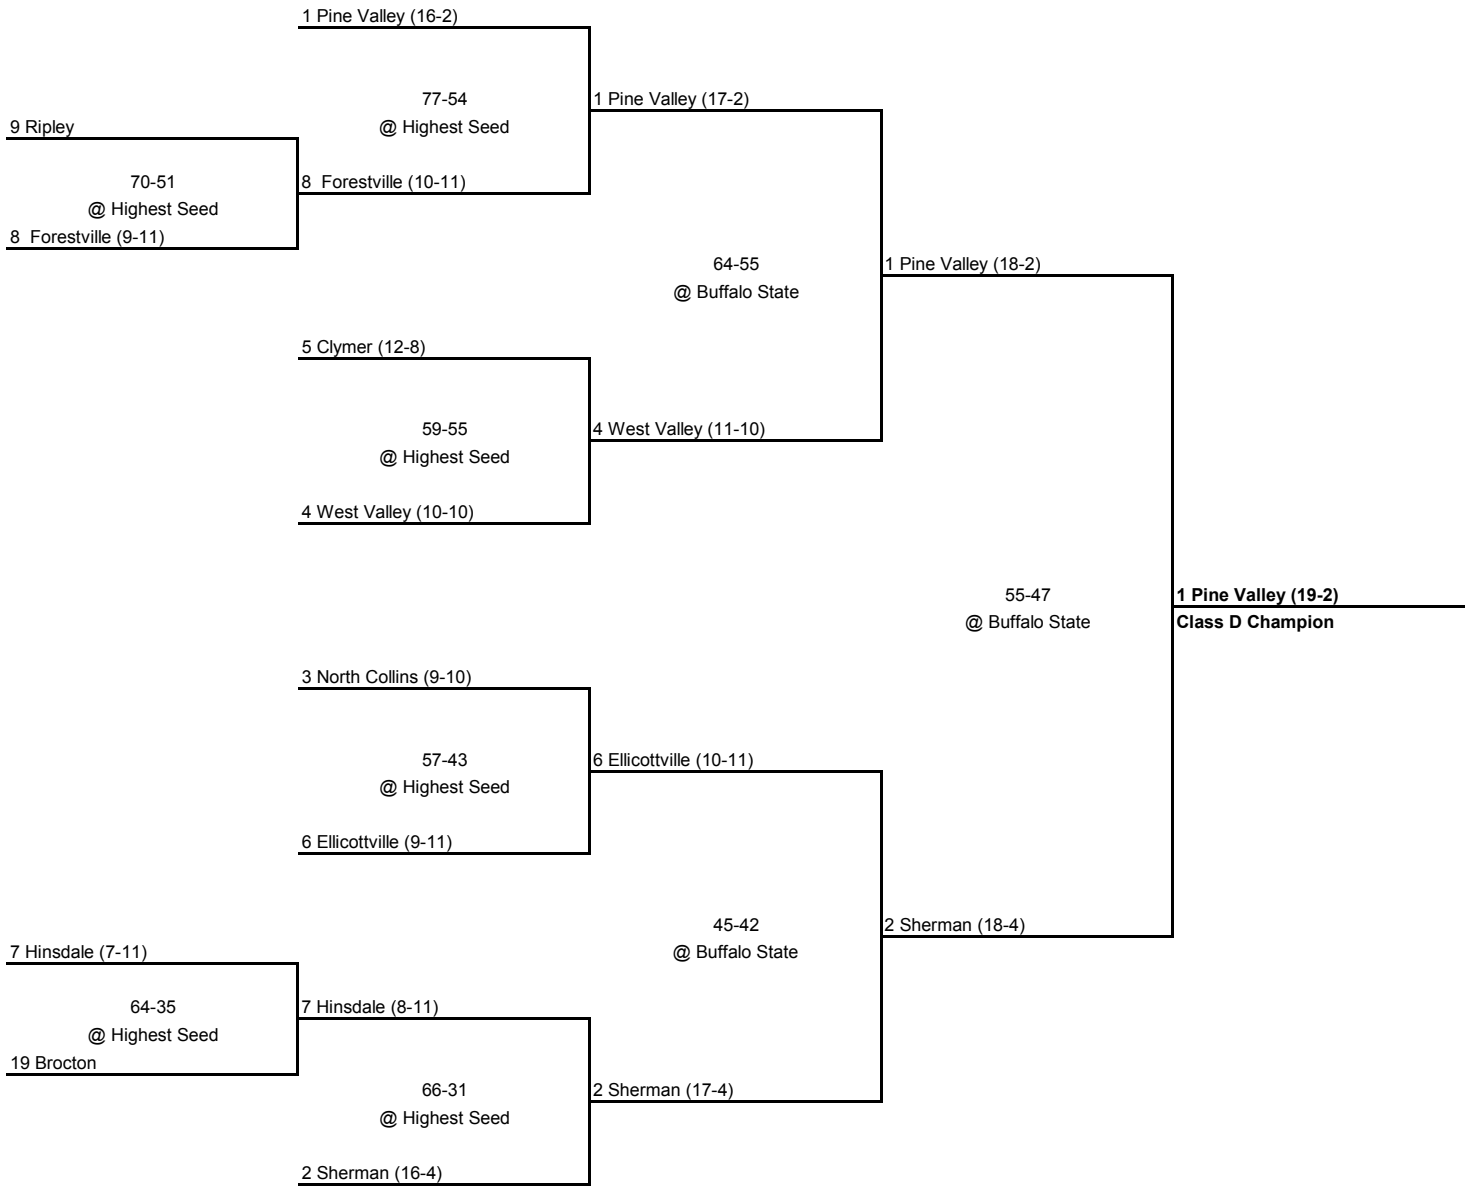 1 Pine Valley (16-2)
77-54
@ Highest Seed
1 Pine Valley (17-2)
9 Ripley
70-51
@ Highest Seed
8  Forestville (10-11)
8  Forestville (9-11)
64-55
@ Buffalo State
1 Pine Valley (18-2)
5 Clymer (12-8)
59-55
@ Highest Seed
4 West Valley (11-10)
4 West Valley (10-10)
55-47
@ Buffalo State
1 Pine Valley (19-2)
Class D Champion
3 North Collins (9-10)
57-43
@ Highest Seed
6 Ellicottville (10-11)
6 Ellicottville (9-11)
45-42
@ Buffalo State
2 Sherman (18-4)
7 Hinsdale (7-11)
64-35
@ Highest Seed
7 Hinsdale (8-11)
19 Brocton
66-31
@ Highest Seed
2 Sherman (17-4)
2 Sherman (16-4)